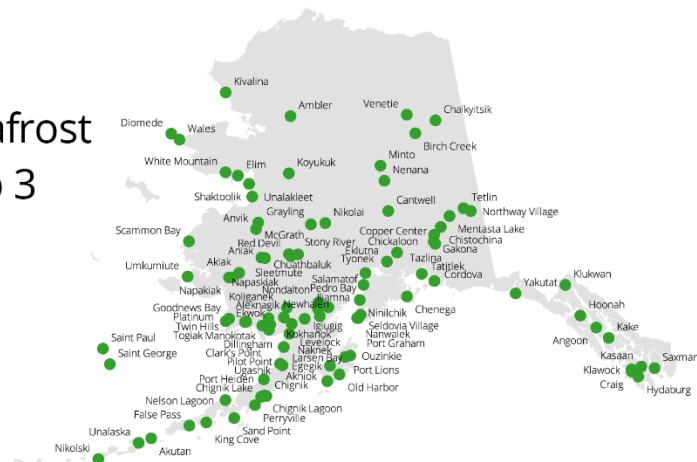 afrost
3
Kivalina
Ambler
Venetie
Chalkyitsik
Diomede
Wales
Birch Creek
Minto
White Mountain
Elim
Koyukuk
Nenana
Shaktoolik
Unalakleet
Cantwell
Tetlin
Grayling
Nikolai
Northway Village
Anvik
McGrath
Copper Center
Mentasta Lake
Scammon Bay
Red Devil
Stony River
Chickaloon
Chistochina
Aniak
Eklutna
Gakona
Umkumiute
Akiak
Chuathbaluk
Tyonek
Tazlina
Sleetmute
Tatitlek
Napaskiak
Salamatof
Cordova
Klukwan
Napakiak
Nondalton
Pedro Bay
Yakutat
Koliganek
Iliamna
Goodnews Bay
Aleknagik
Newhalen
Chenega
Hoonah
Platinum
Ekwok
Ninilchik
Twin Hills
Igiugig
Seldovia Village
Kake
Togiak
Manokotak
Kokhanok
Nanwalek
Angoon
Saint Paul
Dillingham
Levelock
Port Graham
Saint George
Clark's Point
Naknek
Ouzinkie
Kasaan
Saxmar
Pilot Point
Larsen Bay
Ugashik
Egegik
Port Lions
Klawock
Port Heiden
Akhiok
Craig
Chignik Lake
Chignik
Old Harbor
Hydaburg
Nelson Lagoon
Chignik Lagoon
False Pass
Perryville
Unalaska
Sand Point
King Cove
Nikolski
Akutan